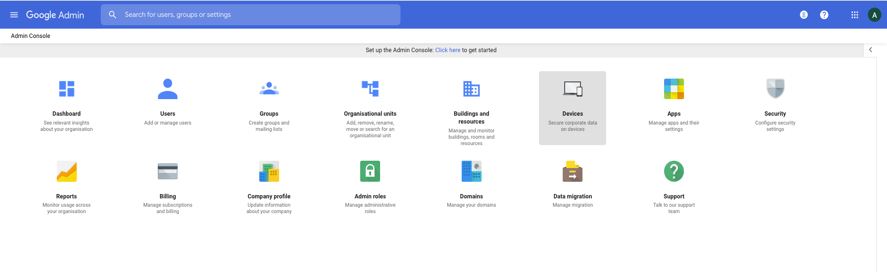 Google Admin
Search for users, groups or settings
A
Admin Console
Set up the Admin Console: Click here to get started
Dashboard
See relevant insights
about your organisation
Users
Add or manage users
Groups
Create groups and
mailing lists
Organisational units
Add, remove, rename,
move or search for an
organisational unit
Buildings and
resources
Manage and monitor
buildings, rooms and
resources
Devices
Secure corporate data
on devices
Apps
Manage apps and their
settings
Security
Configure security
settings
Reports
Monitor usage across
your organisation
Billing
Manage subscriptions
and billing
Company profile
Update information
about your company
Admin roles
Manage administrative
roles
Domains
Manage your domains
Data migration
Manage migration
Support
Talk to our support
team